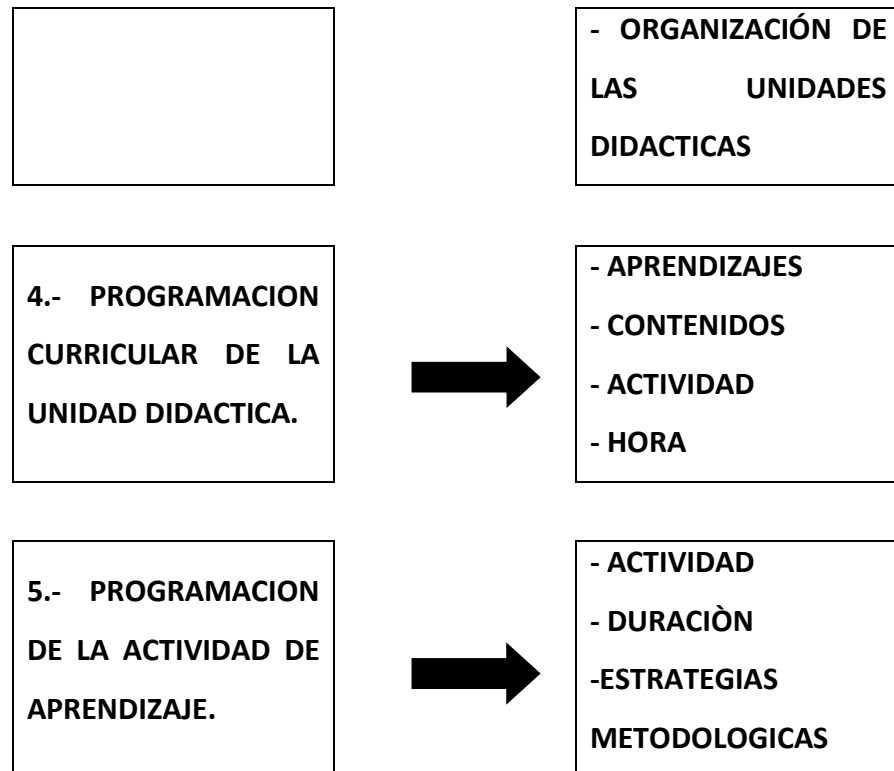 - ORGANIZACIÓN DE
LAS UNIDADES
DIDACTICAS
4.- PROGRAMACION
CURRICULAR DE LA
UNIDAD DIDACTICA.
- APRENDIZAJES
- CONTENIDOS
- ACTIVIDAD
- HORA
5.- PROGRAMACION
DE LA ACTIVIDAD DE
APRENDIZAJE.
- ACTIVIDAD
- DURACIÒN
-ESTRATEGIAS
METODOLOGICAS